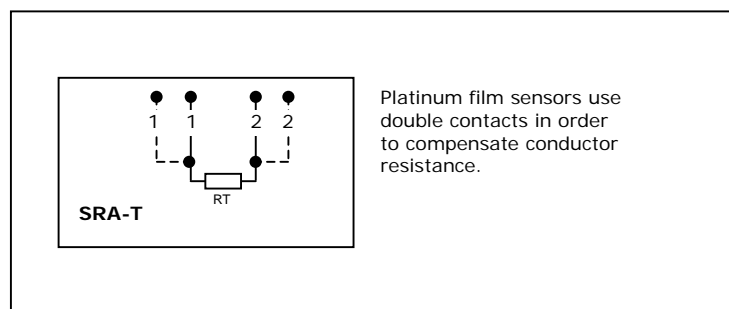 1 1 2 2
RT
SRA-T
Platinum film sensors use
double contacts in order
to compensate conductor
resistance.